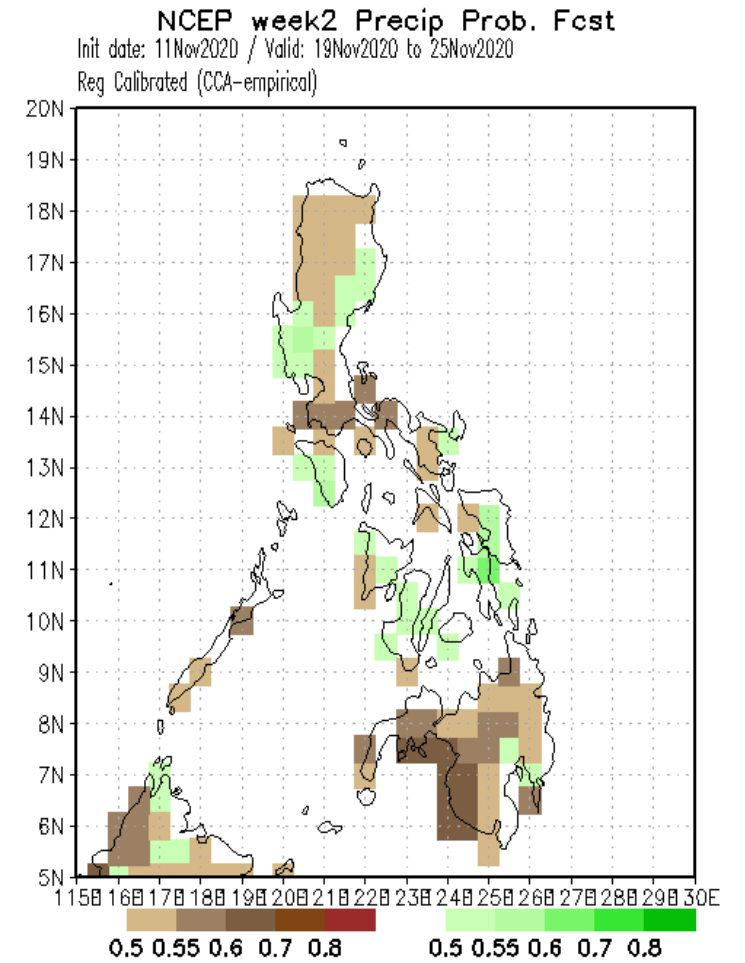 NCEP week2 Precip Prob. Fcst
Init date: 11Nov2020 / Valid: 19Nov2020 to 25Nov2020
Reg Calibrated (CCA-empirical)
20N
19N
18N
17N
16N
15N
14N
13N
12N
11N
10N
9N
8N
7N
6N
5N
115E 116E 117E 118E 119E 120E 121E 122E 123E 124E 125E 126E 127E 128E 129E 130E
0.5 0.55 0.6 0.7 0.8 0.5 0.55 0.6 0.7 0.8